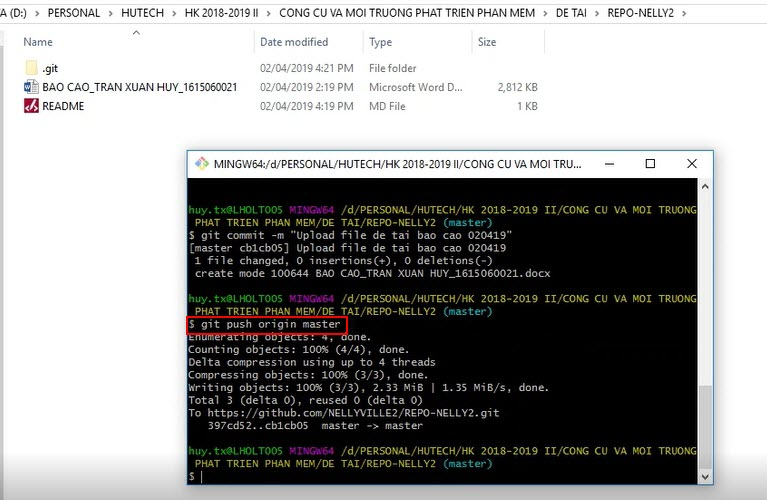 A (D:) > PERSONAL > HUTECH > HK 2018-2019 II > CONG CU VA MOI TRUONG PHAT TRIEN PHAN MEM > DE TAI > REPO-NELLY2 >
Name Date modified Type Size
.git 02/04/2019 4:21 PM File folder
BAO CAO_TRAN XUAN HUY_1615060021 02/04/2019 2:19 PM Microsoft Word D... 2,812 KB
README 02/04/2019 4:19 PM MD File 1 KB
MINGW64:/d/PERSONAL/HUTECH/HK 2018-2019 II/CONG CU VA MOI TRU...
huy.tx@LHOLT005 MINGW64 /d/PERSONAL/HUTECH/HK 2018-2019 II/CONG CU VA MOI TRUONG
PHAT TRIEN PHAN MEM/DE TAI/REPO-NELLY2 (master)
$ git commit -m "Upload file de tai bao cao 020419"
[master cb1cb05] Upload file de tai bao cao 020419
1 file changed, 0 insertions(+), 0 deletions(-)
create mode 100644 BAO CAO_TRAN XUAN HUY_1615060021.docx
huy.tx@LHOLT005 MINGW64 /d/PERSONAL/HUTECH/HK 2018-2019 II/CONG CU VA MOI TRUONG
PHAT TRIEN PHAN MEM/DE TAI/REPO-NELLY2 (master)
$ git push origin master
Enumerating objects: 4, done.
Counting objects: 100% (4/4), done.
Delta compression using up to 4 threads
Compressing objects: 100% (3/3), done.
Writing objects: 100% (3/3), 2.33 MiB | 1.35 MiB/s, done.
Total 3 (delta 0), reused 0 (delta 0)
To https://github.com/NELLYVILLE2/REPO-NELLY2.git
397cd52..cb1cb05 master -> master
huy.tx@LHOLT005 MINGW64 /d/PERSONAL/HUTECH/HK 2018-2019 II/CONG CU VA MOI TRUONG
PHAT TRIEN PHAN MEM/DE TAI/REPO-NELLY2 (master)
$